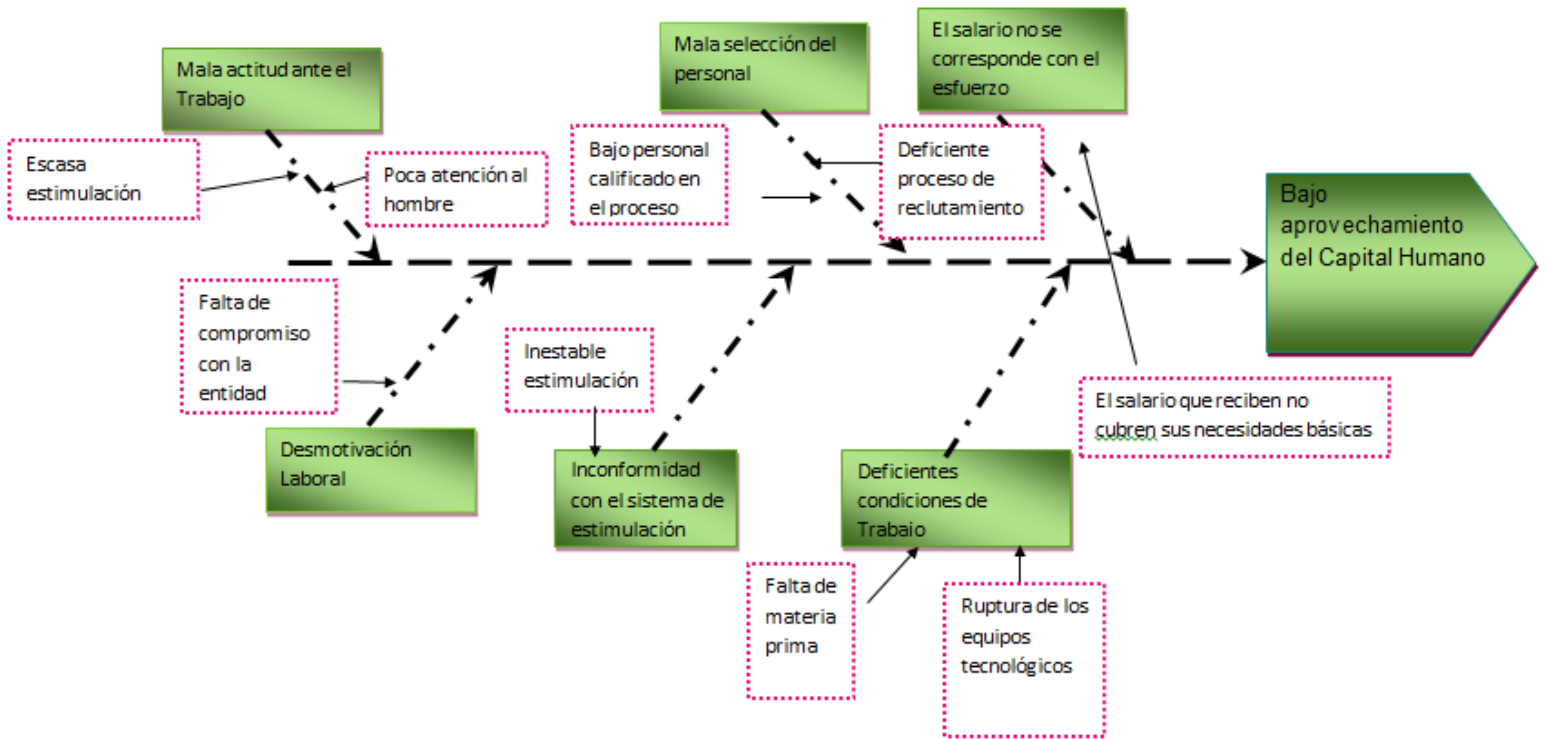 Mala actitud ante el
Trabajo
Mala selección del
personal
El salario no se
corresponde con el
esfuerzo
Escasa
estimulación
Poca atención al
hombre
Bajo personal
calificado en
el proceso
Deficiente
proceso de
reclutamiento
Bajo
aprovechamiento
del Capital Humano
Falta de
compromiso
con la
entidad
Inestable
estimulación
El salario que reciben no
cubren sus necesidades básicas
Desmotivación
Laboral
Inconformidad
con el sistema de
estimulación
Deficientes
condiciones de
Trabajo
Falta de
materia
prima
Ruptura de los
equipos
tecnológicos